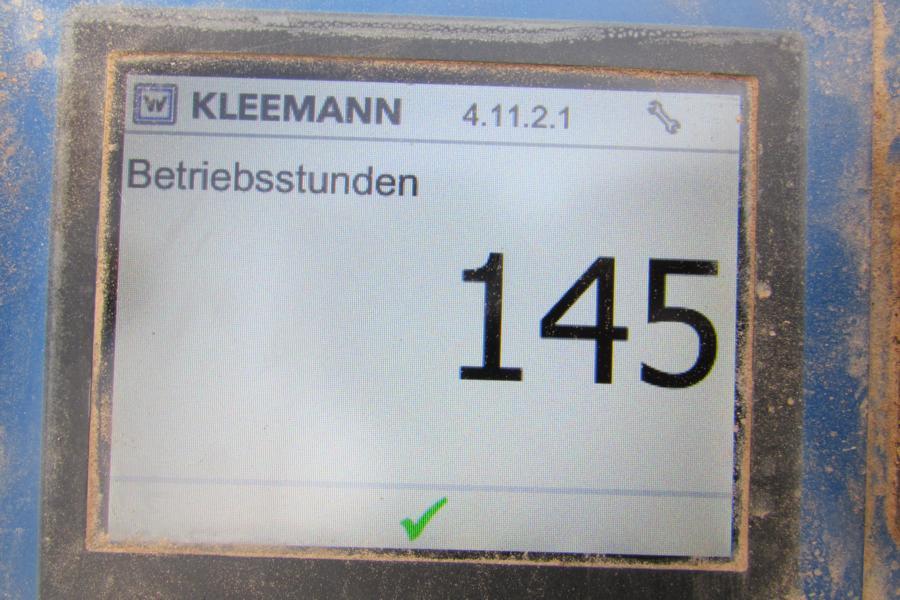 W KLEEMANN 4.11.2.1
Betriebsstunden
145